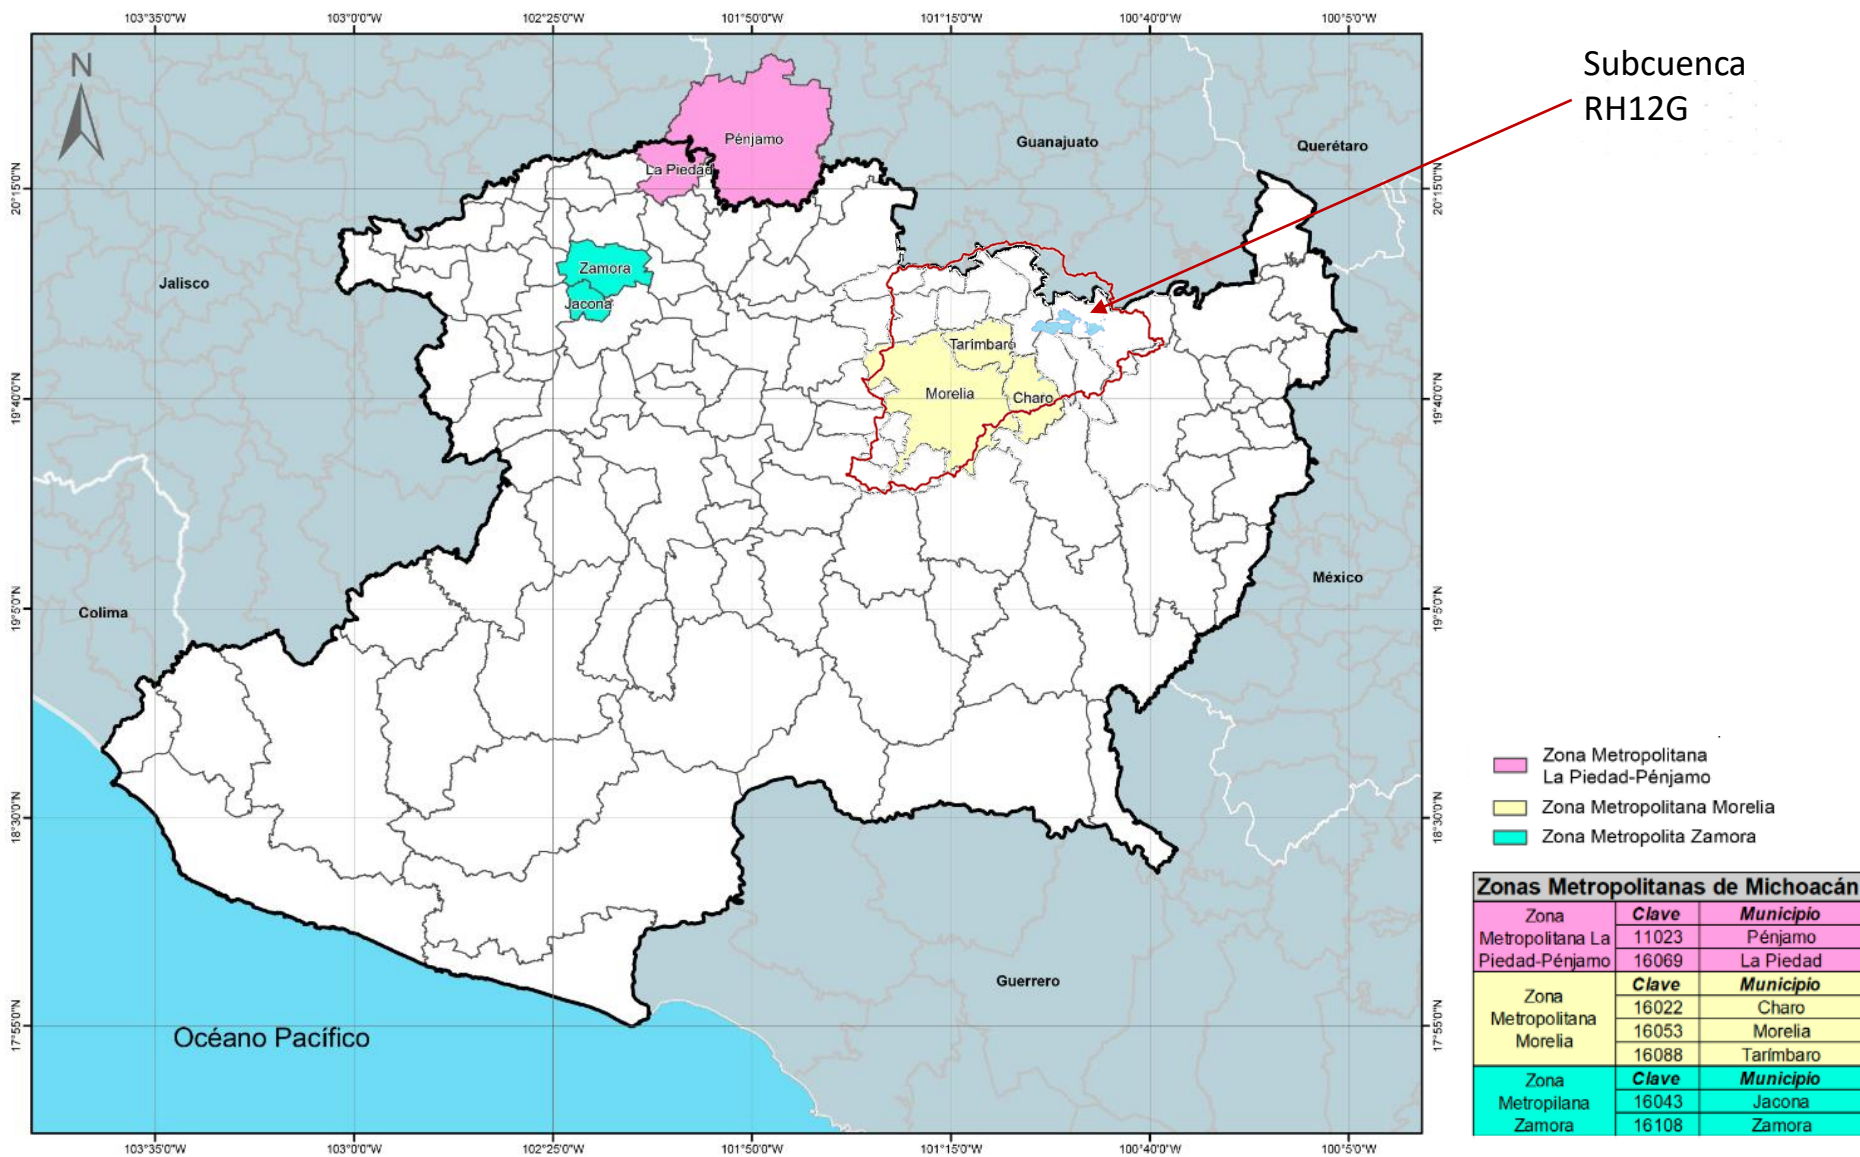 103°35'0"W 103°0'0"W 102°25'0"W 101°50'0"W 101°15'0"W 100°40'0"W 100°5'0"W
N
Subcuenca
RH12G
Pénjamo
Guanajuato
Querétaro
La Piedad
20°15'0"N
20°15'0"N
Zamora
Jalisco
Jacona
Tarímbaro
Morelia
Charo
19°40'0"N
19°40'0"N
México
Colima
19°5'0"N
19°5'0"N
Zona Metropolitana
La Piedad-Pénjamo
Zona Metropolitana Morelia
Zona Metropolita Zamora
18°30'0"N
18°30'0"N
Guerrero
Océano Pacífico
17°55'0"N
17°55'0"N
103°35'0"W 103°0'0"W 102°25'0"W 101°50'0"W 101°15'0"W 100°40'0"W 100°5'0"W
Zonas Metropolitanas de Michoacán
Zona Metropolitana La Piedad-Pénjamo
Clave Municipio
11023 Pénjamo
16069 La Piedad
Zona Metropolitana Morelia
Clave Municipio
16022 Charo
16053 Morelia
16088 Tarímbaro
Zona Metropilana Zamora
Clave Municipio
16043 Jacona
16108 Zamora